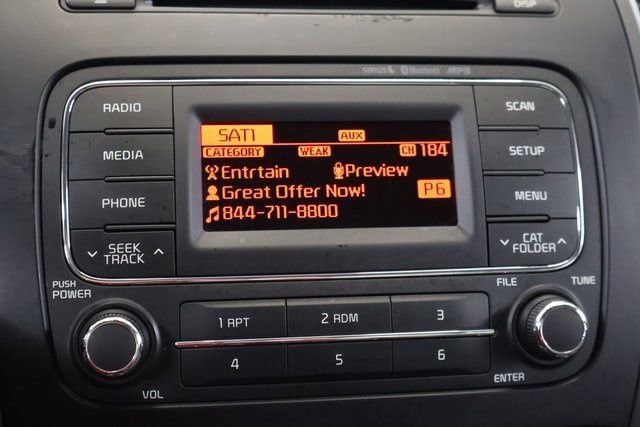 DISP
SIRIUS Bluetooth MP3
RADIO
MEDIA
PHONE
SEEK
TRACK
SAT1 AUX
CATEGORY WEAK CH 184
Entrtain Preview
Great Offer Now! P6
844-711-8800
SCAN
SETUP
MENU
CAT
FOLDER
PUSH
POWER
VOL
1 RPT 2 RDM 3
4 5 6
FILE TUNE
ENTER